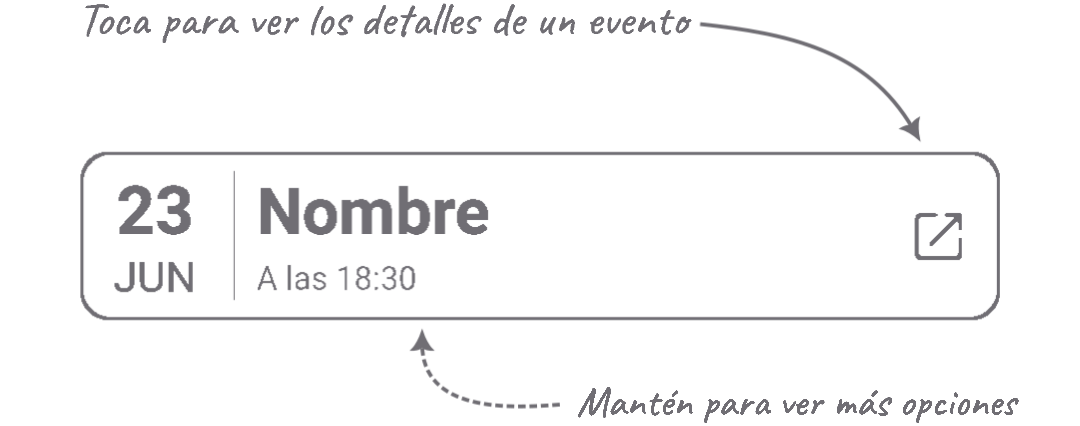 Toca para ver los detalles de un evento
23
JUN
Nombre
A las 18:30
Mantén para ver más opciones